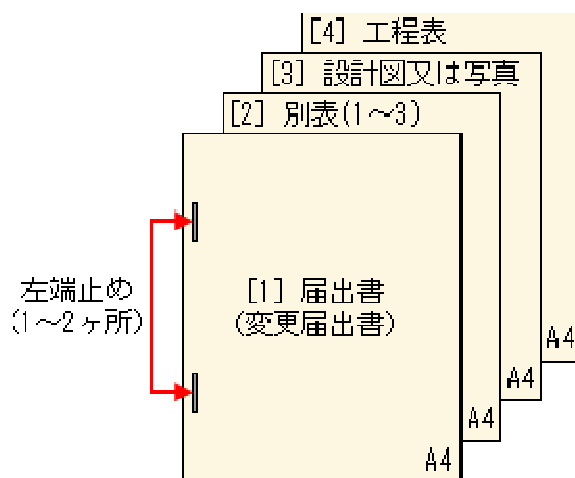 [4] 工程表
[3] 設計図又は写真
[2] 別表(1～3)
左端止め
(1～2ヶ所)
[1] 届出書
(変更届出書)
A4
A4
A4
A4